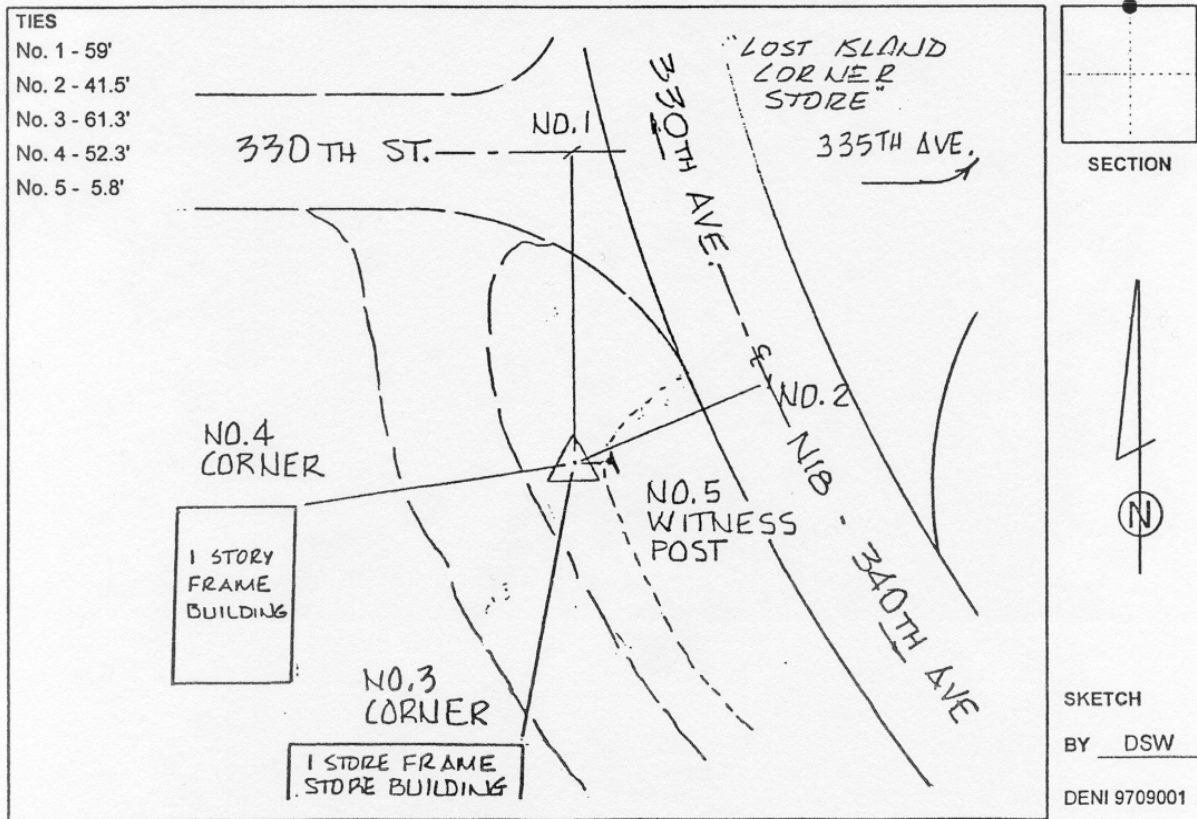 TIES
No. 1 - 59'
No. 2 - 41.5'
No. 3 - 61.3'
No. 4 - 52.3'
No. 5 - 5.8'
"LOST ISLAND
CORNER
STORE"
335TH AVE.
330TH ST.
NO.1
330TH AVE.
℄
NO.2
N18 - 340TH AVE
NO.4
CORNER
NO.5
WITNESS
POST
1 STORY
FRAME
BUILDING
NO.3
CORNER
1 STORE FRAME
STORE BUILDING
SECTION
N
SKETCH
BY DSW
DENI 9709001